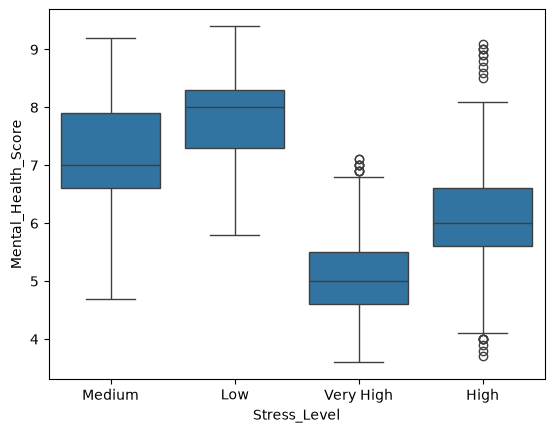 Mental_Health_Score
9
8
7
6
5
4
Medium
Low
Very High
High
Stress_Level